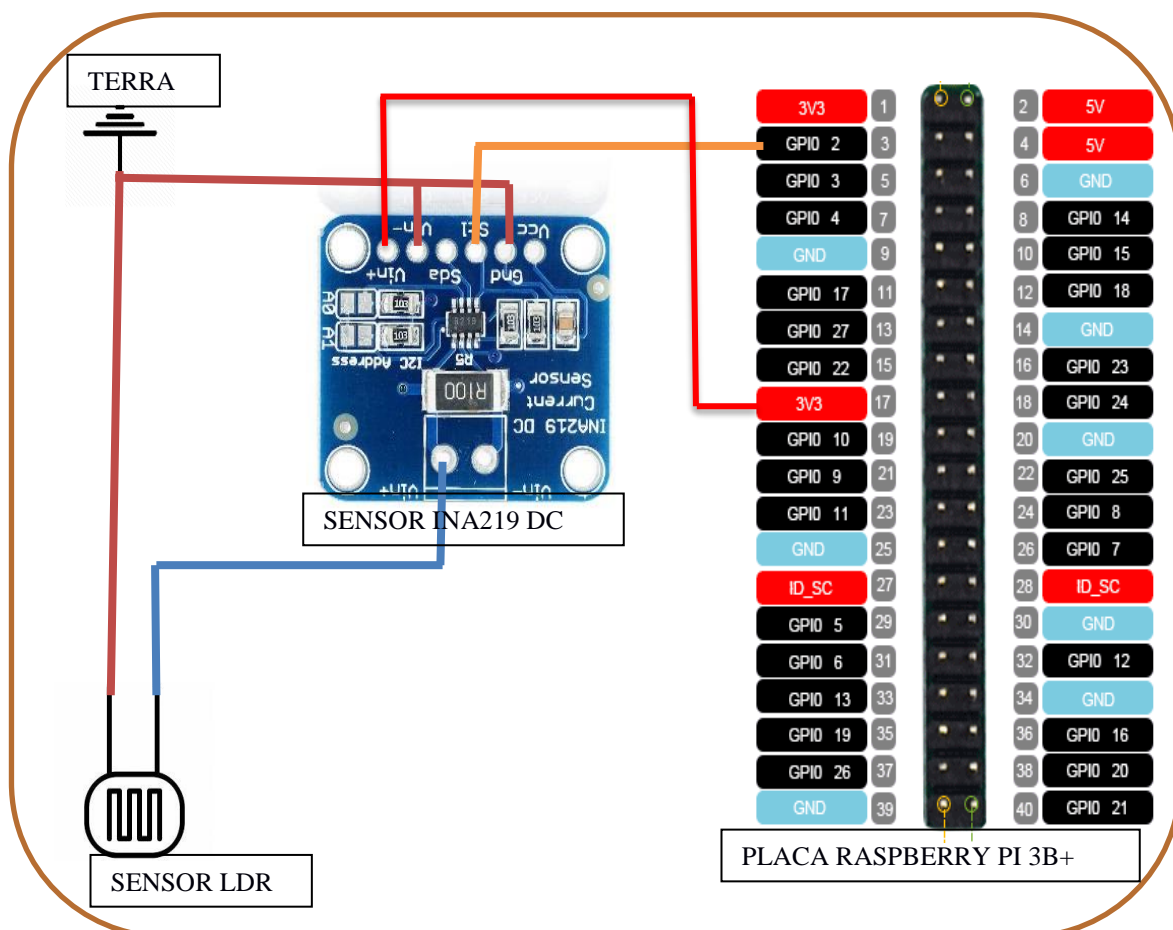 TERRA
3V3 1 2 5V
GPIO 2 3 4 5V
GPIO 3 5 6 GND
GPIO 4 7 8 GPIO 14
GND 9 10 GPIO 15
GPIO 17 11 12 GPIO 18
GPIO 27 13 14 GND
GPIO 22 15 16 GPIO 23
3V3 17 18 GPIO 24
GPIO 10 19 20 GND
GPIO 9 21 22 GPIO 25
GPIO 11 23 24 GPIO 8
GND 25 26 GPIO 7
ID_SC 27 28 ID_SC
GPIO 5 29 30 GND
GPIO 6 31 32 GPIO 12
GPIO 13 33 34 GND
GPIO 19 35 36 GPIO 16
GPIO 26 37 38 GPIO 20
GND 39 40 GPIO 21
Vin+ Vin- Sda Scl Gnd Vcc
A0 103
A1 103
103 103
I2C Address
R5
R100
INA219 DC
Current
Sensor
Vin+ Vin-
SENSOR INA219 DC
PLACA RASPBERRY PI 3B+
SENSOR LDR